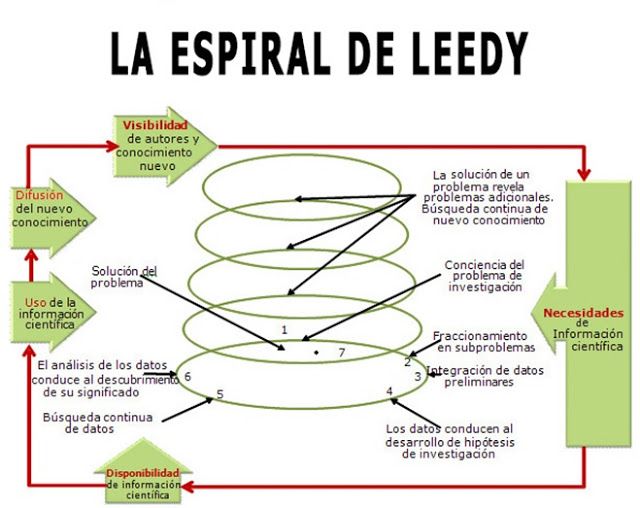 LA ESPIRAL DE LEEDY
Visibilidad
de autores y
conocimiento
nuevo
La solución de un
problema revela
problemas adicionales.
Búsqueda continua de
nuevo conocimiento
Difusión
del nuevo
conocimiento
Solución del
problema
Conciencia del
problema de
investigación
Uso de la
información
científica
Necesidades
de
Información
científica
1
7
2
Fraccionamiento
en subproblemas
El análisis de los datos
conduce al descubrimiento
de su significado
6
3
Integración de datos
preliminares
5
4
Búsqueda continua
de datos
Los datos conducen al
desarrollo de hipótesis
de investigación
Disponibilidad
de información
científica